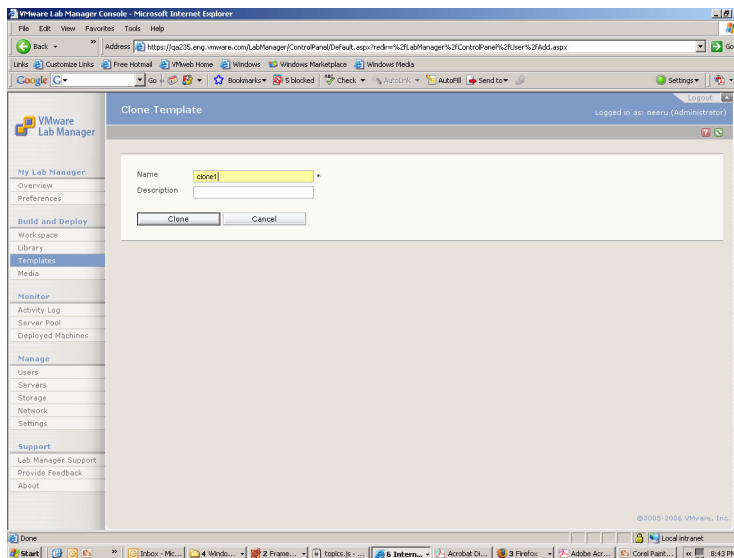 VMware Lab Manager Console - Microsoft Internet Explorer
File Edit View Favorites Tools Help
Back » Address https://qa235.eng.vmware.com/LabManager/ControlPanel/Default.aspx?redir=%2fLabManager%2fControlPanel%2fUser%2fAdd.aspx Go
Links Customize Links Free Hotmail VMweb Home Windows Windows Marketplace Windows Media
Google G Go Bookmarks 5 blocked Check AutoLink AutoFill Send to Settings
Logout
VMware
Lab Manager
Clone Template
Logged in as: neeru (Administrator)
My Lab Manager
Overview
Preferences
Build and Deploy
Workspace
Library
Templates
Media
Monitor
Activity Log
Server Pool
Deployed Machines
Manage
Users
Servers
Storage
Network
Settings
Support
Lab Manager Support
Provide Feedback
About
Name clone1 *
Description
Clone Cancel
©2005-2006 VMware, Inc.
Done Local intranet
Start » Inbox - Mic... 4 Windo... 2 Frame... topics.js - ... 6 Intern... Acrobat Di... 3 Firefox Adobe Acr... Corel Paint... « 8:43 PM